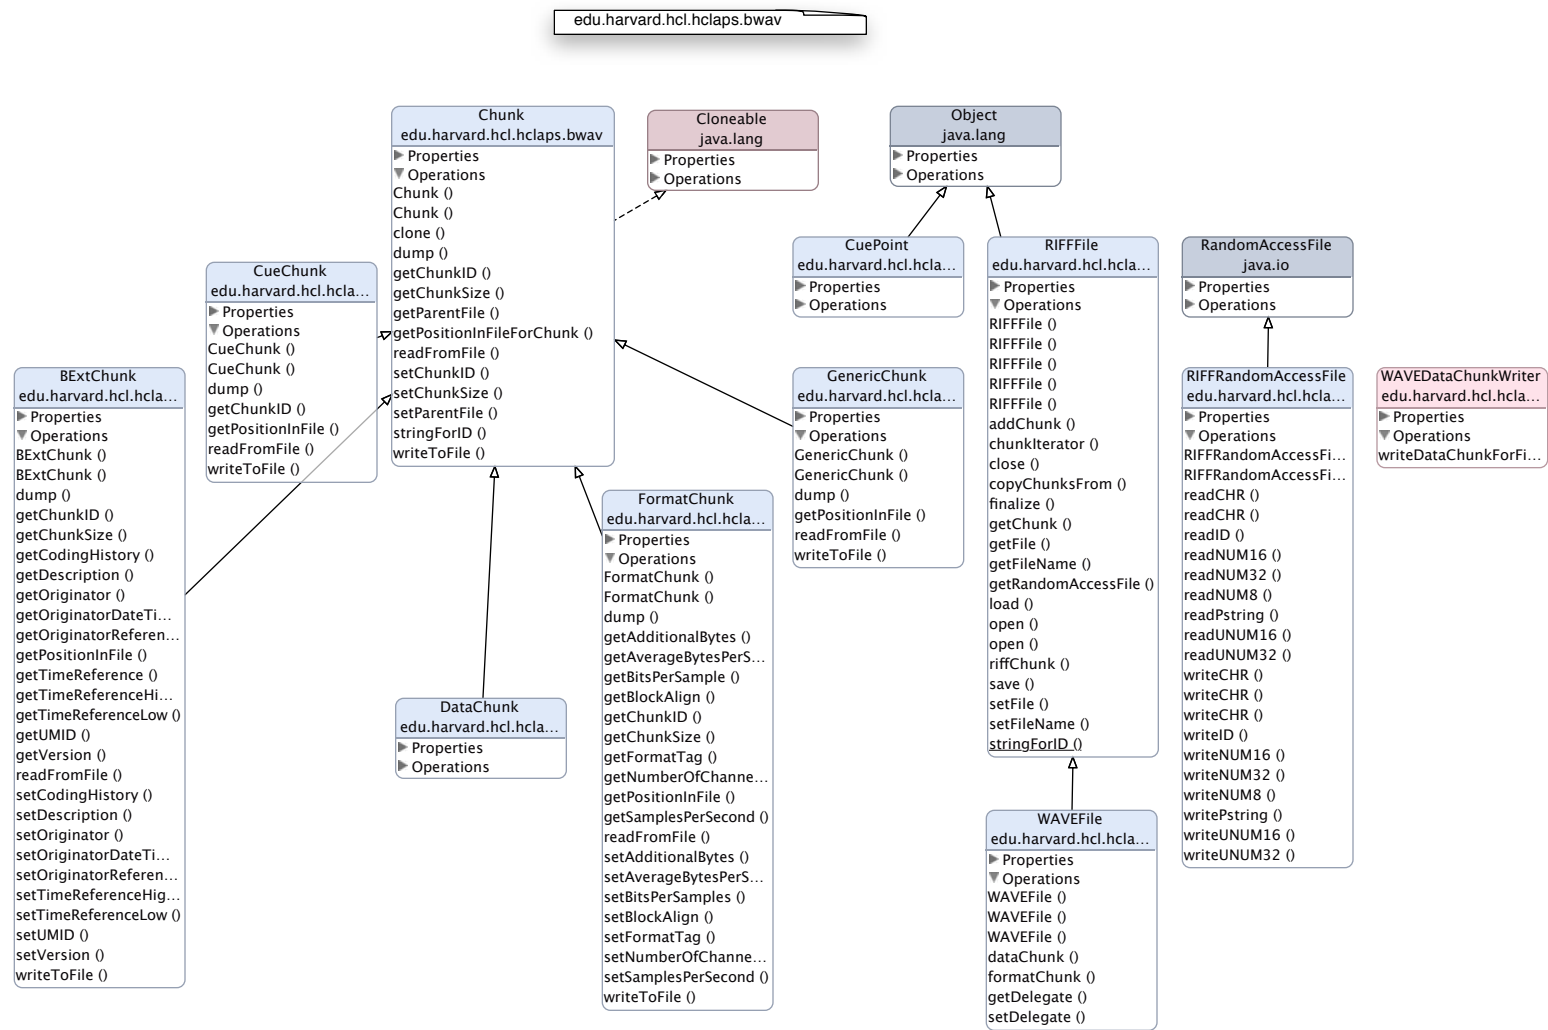 edu.harvard.hcl.hclaps.bwav
Chunk
edu.harvard.hcl.hclaps.bwav
Properties
Operations
Chunk ()
Chunk ()
clone ()
dump ()
getChunkID ()
getChunkSize ()
getParentFile ()
getPositionInFileForChunk ()
readFromFile ()
setChunkID ()
setChunkSize ()
setParentFile ()
stringForID ()
writeToFile ()
Cloneable
java.lang
Properties
Operations
Object
java.lang
Properties
Operations
CuePoint
edu.harvard.hcl.hcla...
Properties
Operations
RIFFFile
edu.harvard.hcl.hcla...
Properties
Operations
RIFFFile ()
RIFFFile ()
RIFFFile ()
RIFFFile ()
RIFFFile ()
addChunk ()
chunkIterator ()
close ()
copyChunksFrom ()
finalize ()
getChunk ()
getFile ()
getFileName ()
getRandomAccessFile ()
load ()
open ()
open ()
riffChunk ()
save ()
setFile ()
setFileName ()
stringForID ()
RandomAccessFile
java.io
Properties
Operations
CueChunk
edu.harvard.hcl.hcla...
Properties
Operations
CueChunk ()
CueChunk ()
dump ()
getChunkID ()
getPositionInFile ()
readFromFile ()
writeToFile ()
BExtChunk
edu.harvard.hcl.hcla...
Properties
Operations
BExtChunk ()
BExtChunk ()
dump ()
getChunkID ()
getChunkSize ()
getCodingHistory ()
getDescription ()
getOriginator ()
getOriginatorDateTi...
getOriginatorReferen...
getPositionInFile ()
getTimeReference ()
getTimeReferenceHi...
getTimeReferenceLow ()
getUMID ()
getVersion ()
readFromFile ()
setCodingHistory ()
setDescription ()
setOriginator ()
setOriginatorDateTi...
setOriginatorReferen...
setTimeReferenceHig...
setTimeReferenceLow ()
setUMID ()
setVersion ()
writeToFile ()
GenericChunk
edu.harvard.hcl.hcla...
Properties
Operations
GenericChunk ()
GenericChunk ()
dump ()
getPositionInFile ()
readFromFile ()
writeToFile ()
RIFFRandomAccessFile
edu.harvard.hcl.hcla...
Properties
Operations
RIFFRandomAccessFi...
RIFFRandomAccessFi...
readCHR ()
readCHR ()
readID ()
readNUM16 ()
readNUM32 ()
readNUM8 ()
readPstring ()
readUNUM16 ()
readUNUM32 ()
writeCHR ()
writeCHR ()
writeCHR ()
writeID ()
writeNUM16 ()
writeNUM32 ()
writeNUM8 ()
writePstring ()
writeUNUM16 ()
writeUNUM32 ()
WAVEDataChunkWriter
edu.harvard.hcl.hcla...
Properties
Operations
writeDataChunkForFi...
FormatChunk
edu.harvard.hcl.hcla...
Properties
Operations
FormatChunk ()
FormatChunk ()
dump ()
getAdditionalBytes ()
getAverageBytesPerS...
getBitsPerSample ()
getBlockAlign ()
getChunkID ()
getChunkSize ()
getFormatTag ()
getNumberOfChanne...
getPositionInFile ()
getSamplesPerSecond ()
readFromFile ()
setAdditionalBytes ()
setAverageBytesPerS...
setBitsPerSamples ()
setBlockAlign ()
setFormatTag ()
setNumberOfChanne...
setSamplesPerSecond ()
writeToFile ()
DataChunk
edu.harvard.hcl.hcla...
Properties
Operations
WAVEFile
edu.harvard.hcl.hcla...
Properties
Operations
WAVEFile ()
WAVEFile ()
WAVEFile ()
dataChunk ()
formatChunk ()
getDelegate ()
setDelegate ()